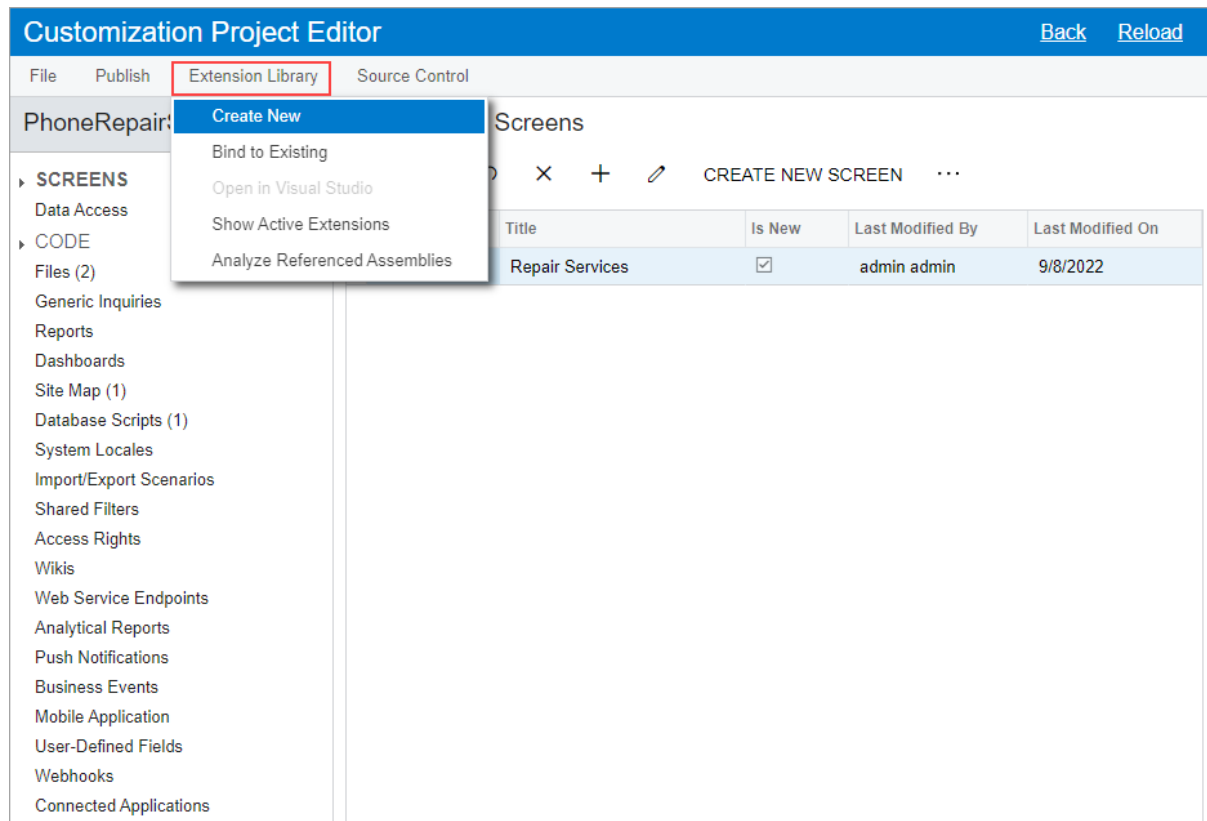 Customization Project Editor Back Reload
File Publish Extension Library Source Control
PhoneRepair Screens
Create New
Bind to Existing
Open in Visual Studio
Show Active Extensions
Analyze Referenced Assemblies
CREATE NEW SCREEN ...
Title Is New Last Modified By Last Modified On
Repair Services admin admin 9/8/2022
SCREENS
Data Access
CODE
Files (2)
Generic Inquiries
Reports
Dashboards
Site Map (1)
Database Scripts (1)
System Locales
Import/Export Scenarios
Shared Filters
Access Rights
Wikis
Web Service Endpoints
Analytical Reports
Push Notifications
Business Events
Mobile Application
User-Defined Fields
Webhooks
Connected Applications